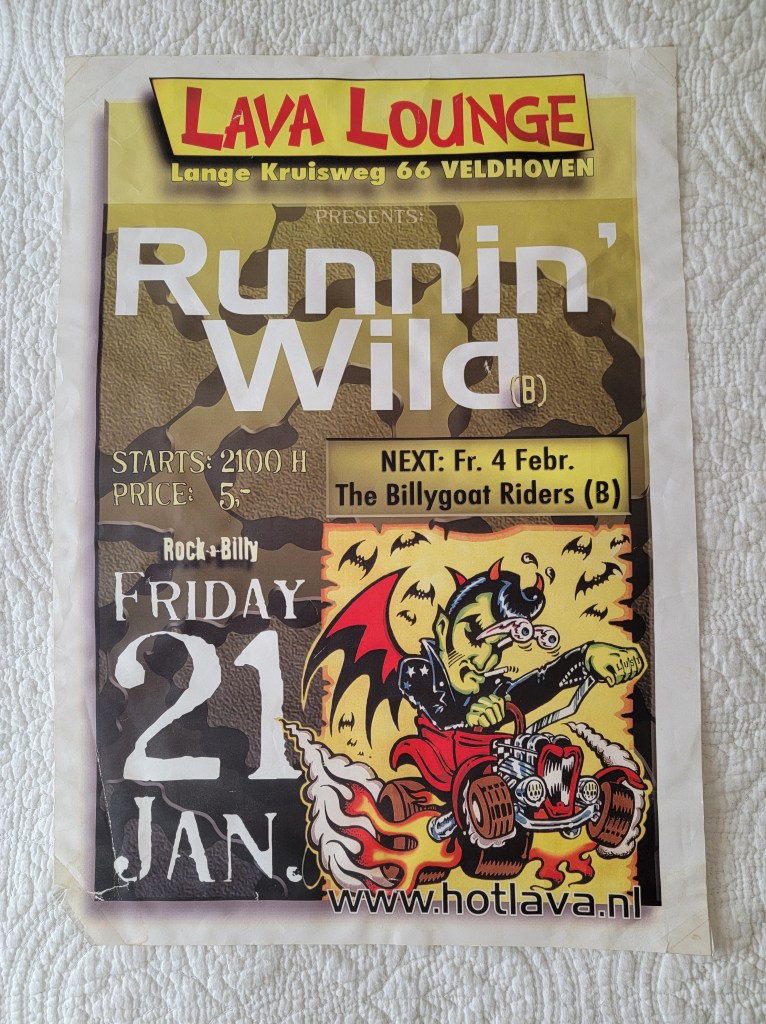 LAVA LOUNGE
Lange Kruisweg 66 VELDHOVEN
PRESENTS:
Runnin'
Wild (B)
STARTS: 2100 H
PRICE: 5,-
NEXT: Fr. 4 Febr.
The Billygoat Riders (B)
Rock-a-Billy
FRIDAY
21
JAN.
LUST
www.hotlava.nl